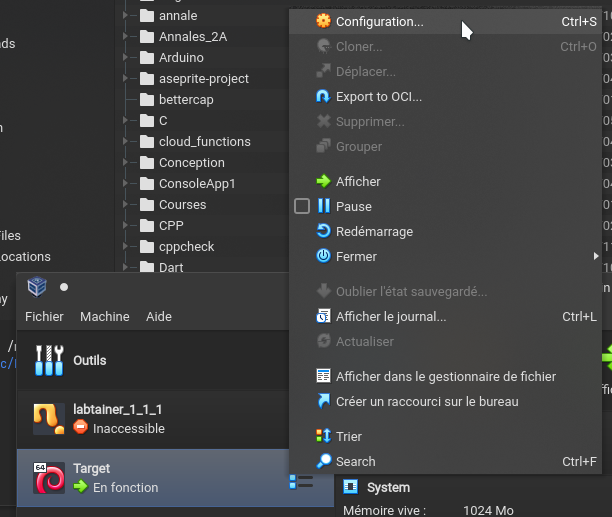 annale
Annales_2A
Arduino
aseprite-project
bettercap
C
cloud_functions
Conception
ConsoleApp1
Courses
CPP
cppcheck
Dart
Configuration... Ctrl+S
Cloner... Ctrl+O
Déplacer...
Export to OCI...
Supprimer...
Grouper
Afficher
Pause
Redémarrage
Fermer
Oublier l'état sauvegardé...
Afficher le journal... Ctrl+L
Actualiser
Afficher dans le gestionnaire de fichier
Créer un raccourci sur le bureau
Trier
Search Ctrl+F
Fichier Machine Aide
Outils
labtainer_1_1_1
Inaccessible
64
Target
En fonction
System
Mémoire vive : 1024 Mo